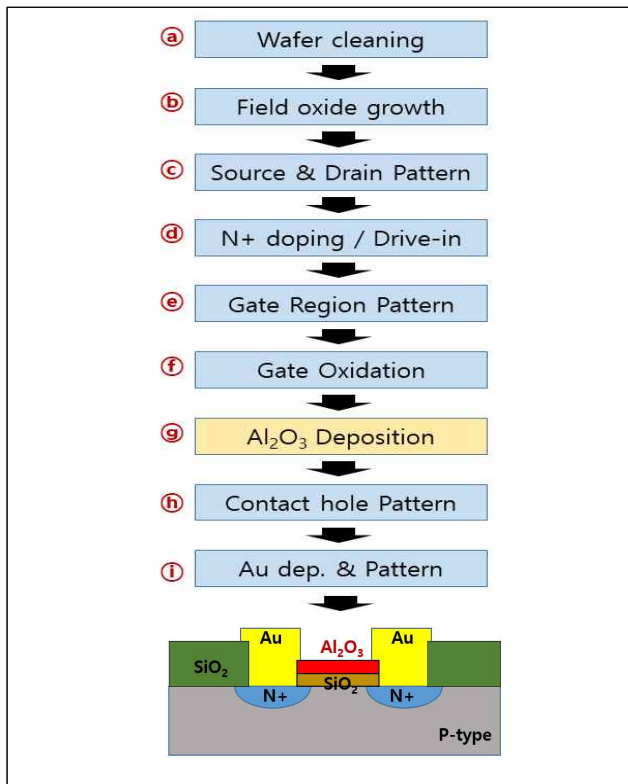 ⓐ Wafer cleaning
ⓑ Field oxide growth
ⓒ Source & Drain Pattern
ⓓ N+ doping / Drive-in
ⓔ Gate Region Pattern
ⓕ Gate Oxidation
ⓖ Al₂O₃ Deposition
ⓗ Contact hole Pattern
ⓘ Au dep. & Pattern
Au Al₂O₃ Au
SiO₂ SiO₂
N+ N+
P-type